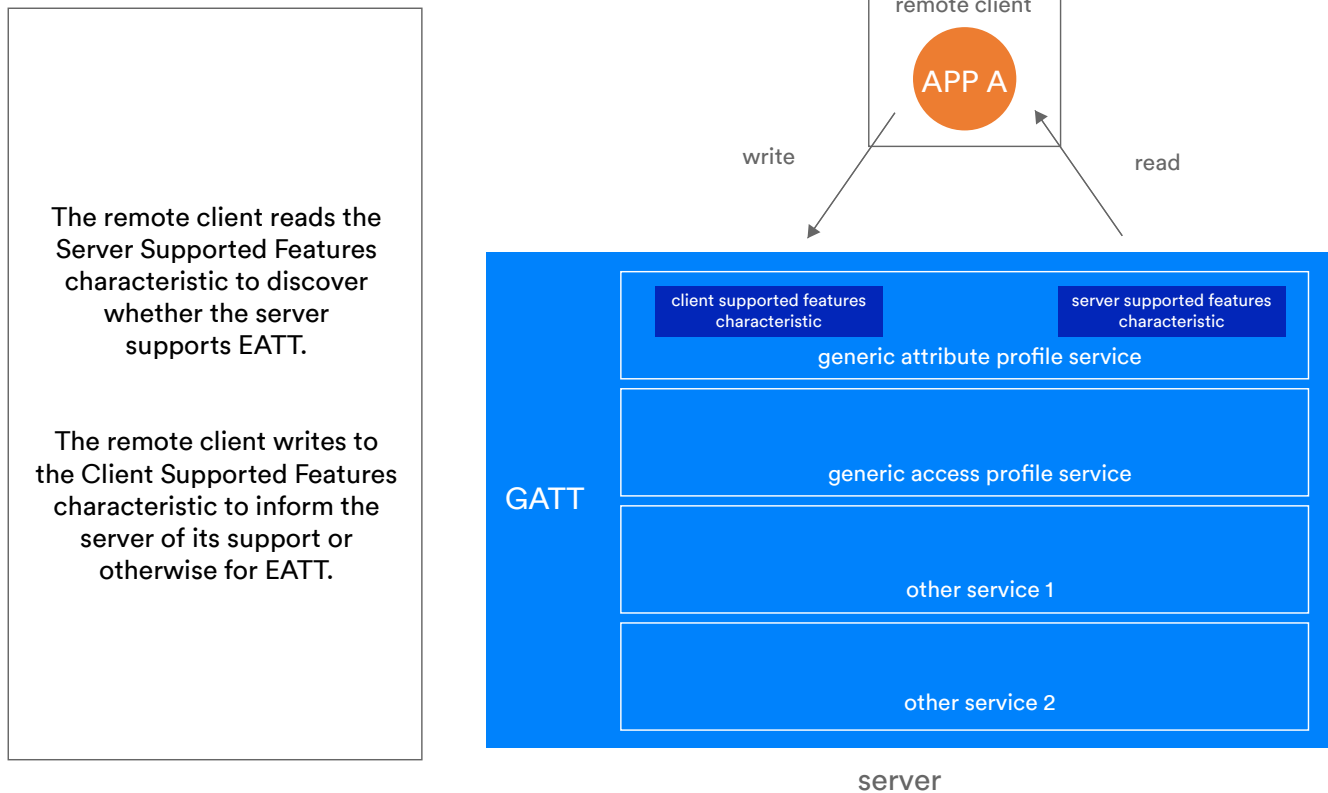 The remote client reads the
Server Supported Features
characteristic to discover
whether the server
supports EATT.
The remote client writes to
the Client Supported Features
characteristic to inform the
server of its support or
otherwise for EATT.
remote client
APP A
write
read
GATT
client supported features
characteristic
server supported features
characteristic
generic attribute profile service
generic access profile service
other service 1
other service 2
server